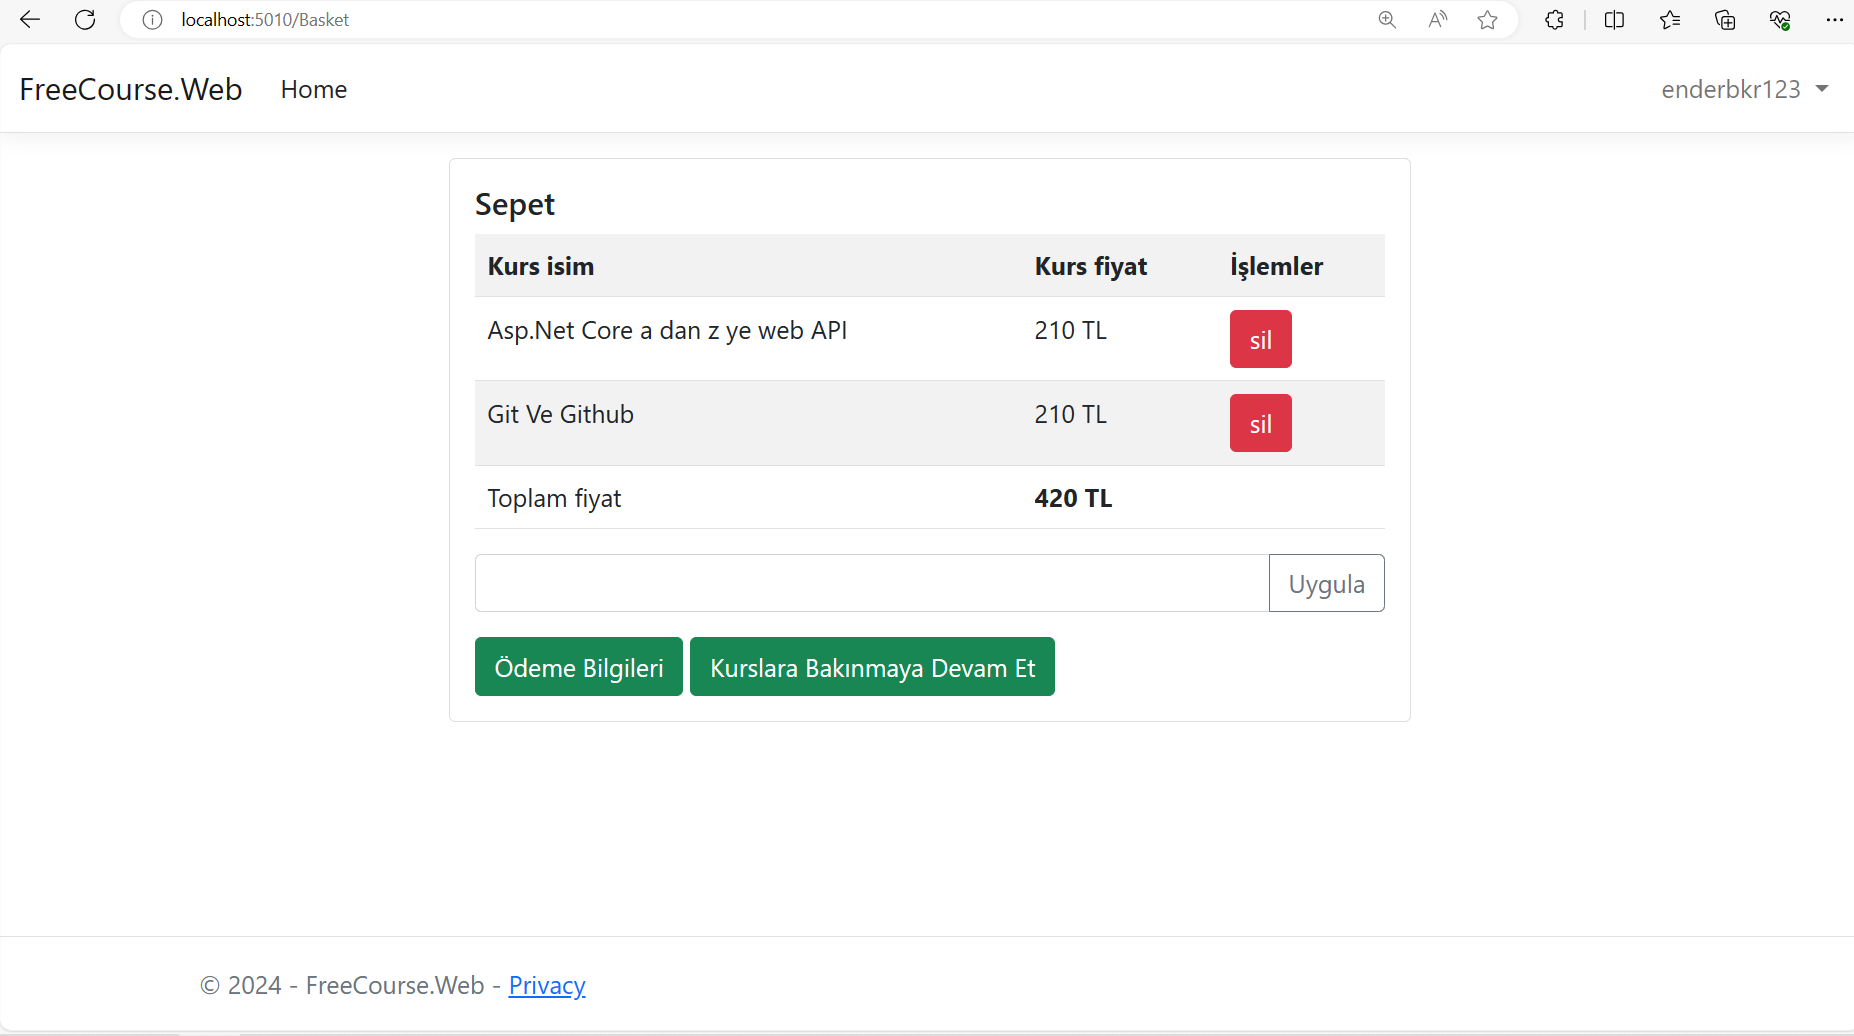 localhost:5010/Basket
FreeCourse.Web Home enderbkr123
Sepet
Kurs isim Kurs fiyat İşlemler
Asp.Net Core a dan z ye web API 210 TL sil
Git Ve Github 210 TL sil
Toplam fiyat 420 TL
Uygula
Ödeme Bilgileri Kurslara Bakınmaya Devam Et
© 2024 - FreeCourse.Web - Privacy